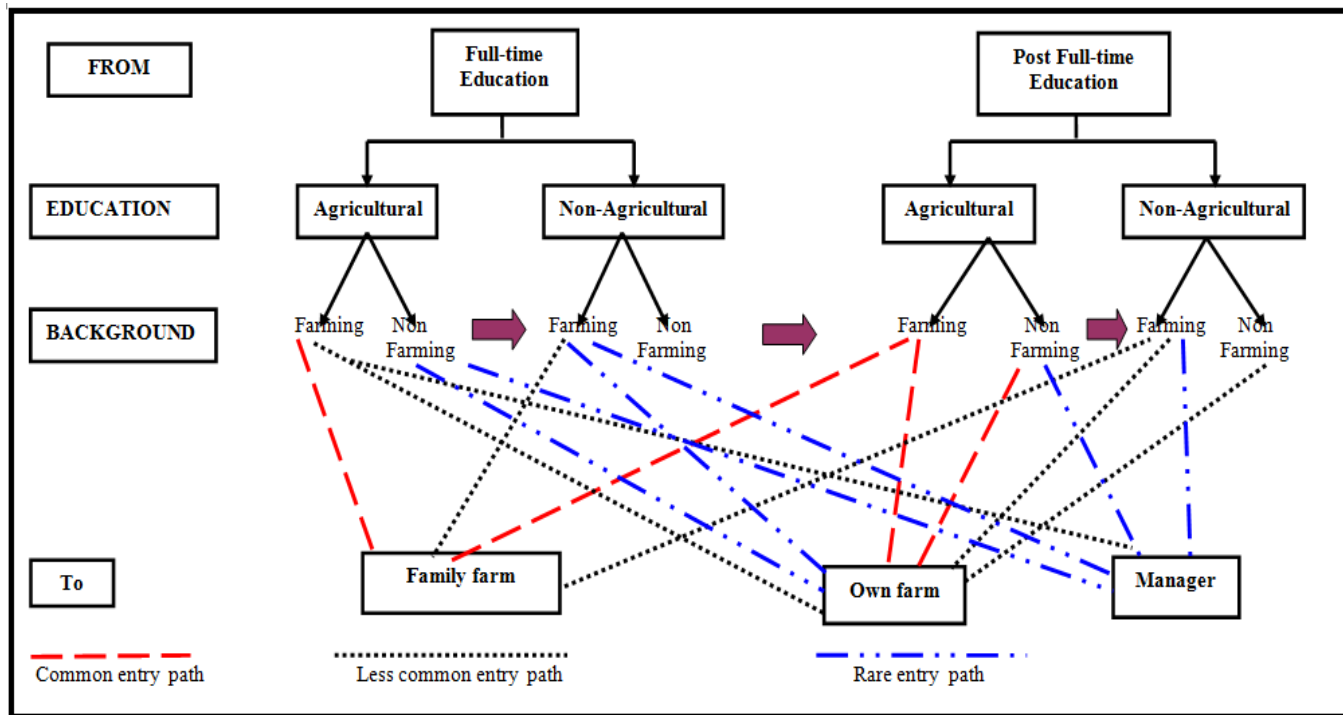 FROM
Full-time
Education
Post Full-time
Education
EDUCATION
Agricultural
Non-Agricultural
Agricultural
Non-Agricultural
BACKGROUND
Farming
Non
Farming
Farming
Non
Farming
Farming
Non
Farming
Farming
Non
Farming
To
Family farm
Own farm
Manager
Common entry path
Less common entry path
Rare entry path